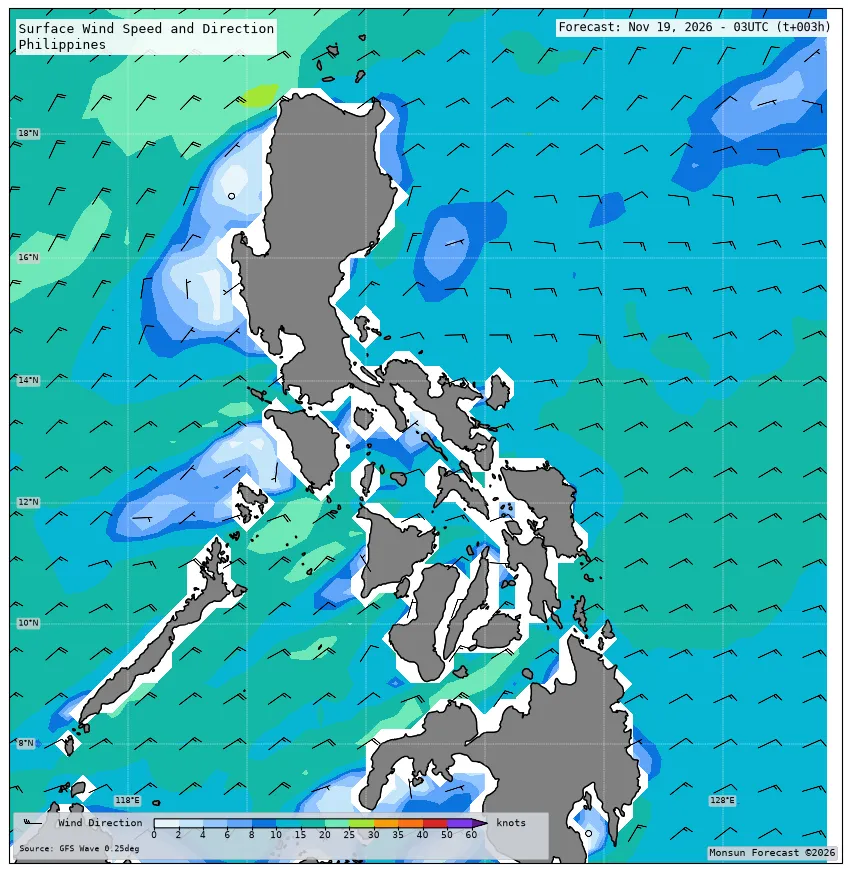 Surface Wind Speed and Direction
Philippines
Forecast: Nov 19, 2026 - 03UTC (t+003h)
18°N
16°N
14°N
12°N
10°N
8°N
118°E
128°E
Wind Direction
knots
0 2 4 6 8 10 15 20 25 30 35 40 50 60
Source: GFS Wave 0.25deg
Monsun Forecast ©2026